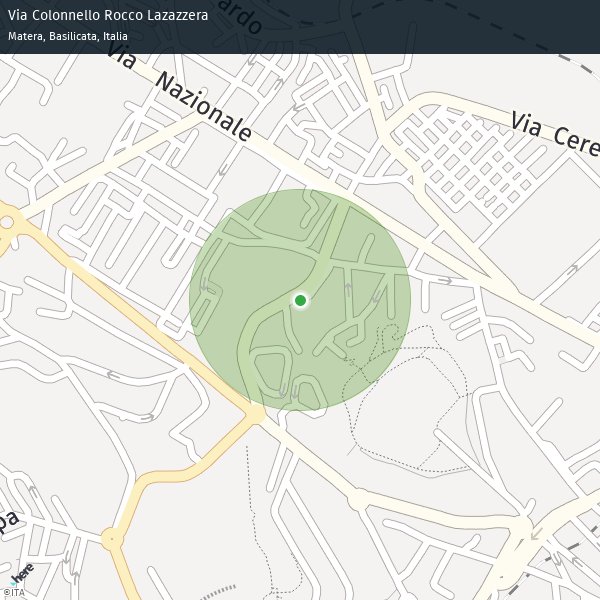 Via Colonnello Rocco Lazazzera
Matera, Basilicata, Italia
ardo
Via Nazionale
Via Cere
pa
here
©ITA